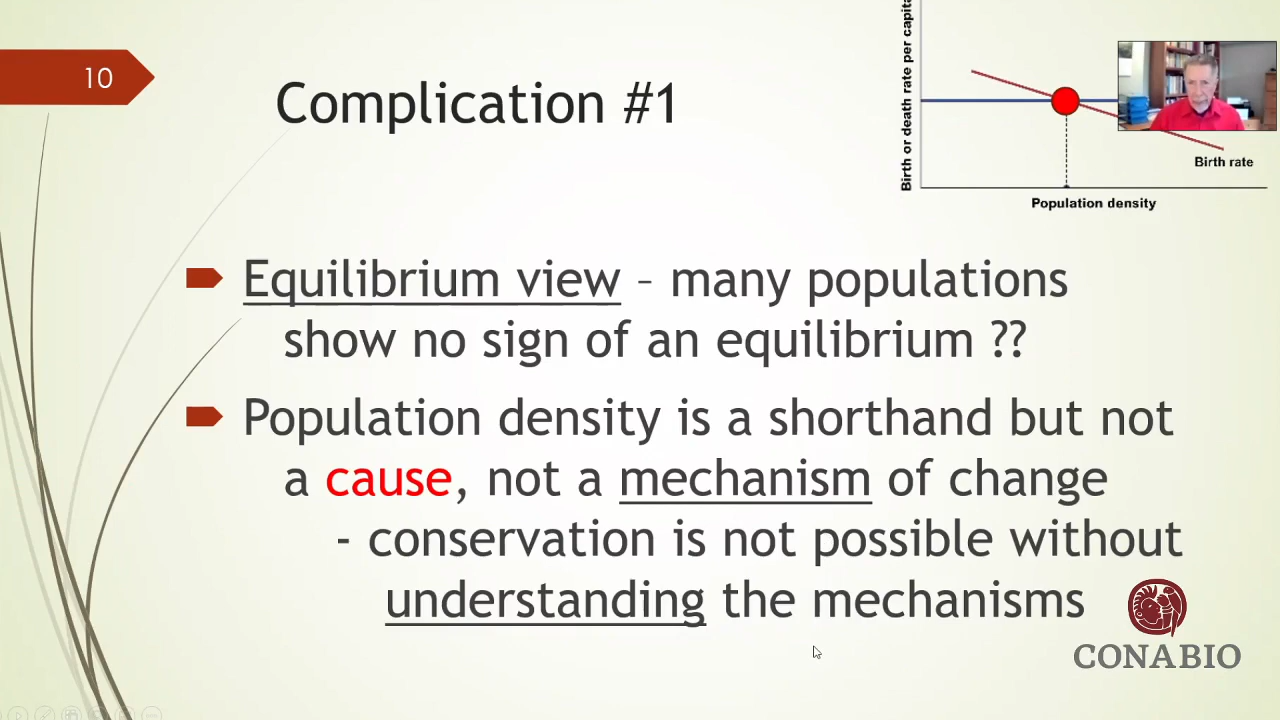 10
Complication #1
Birth or death rate per capita
Birth rate
Population density
Equilibrium view – many populations
show no sign of an equilibrium ??
Population density is a shorthand but not
a cause, not a mechanism of change
- conservation is not possible without
understanding the mechanisms
CONABIO